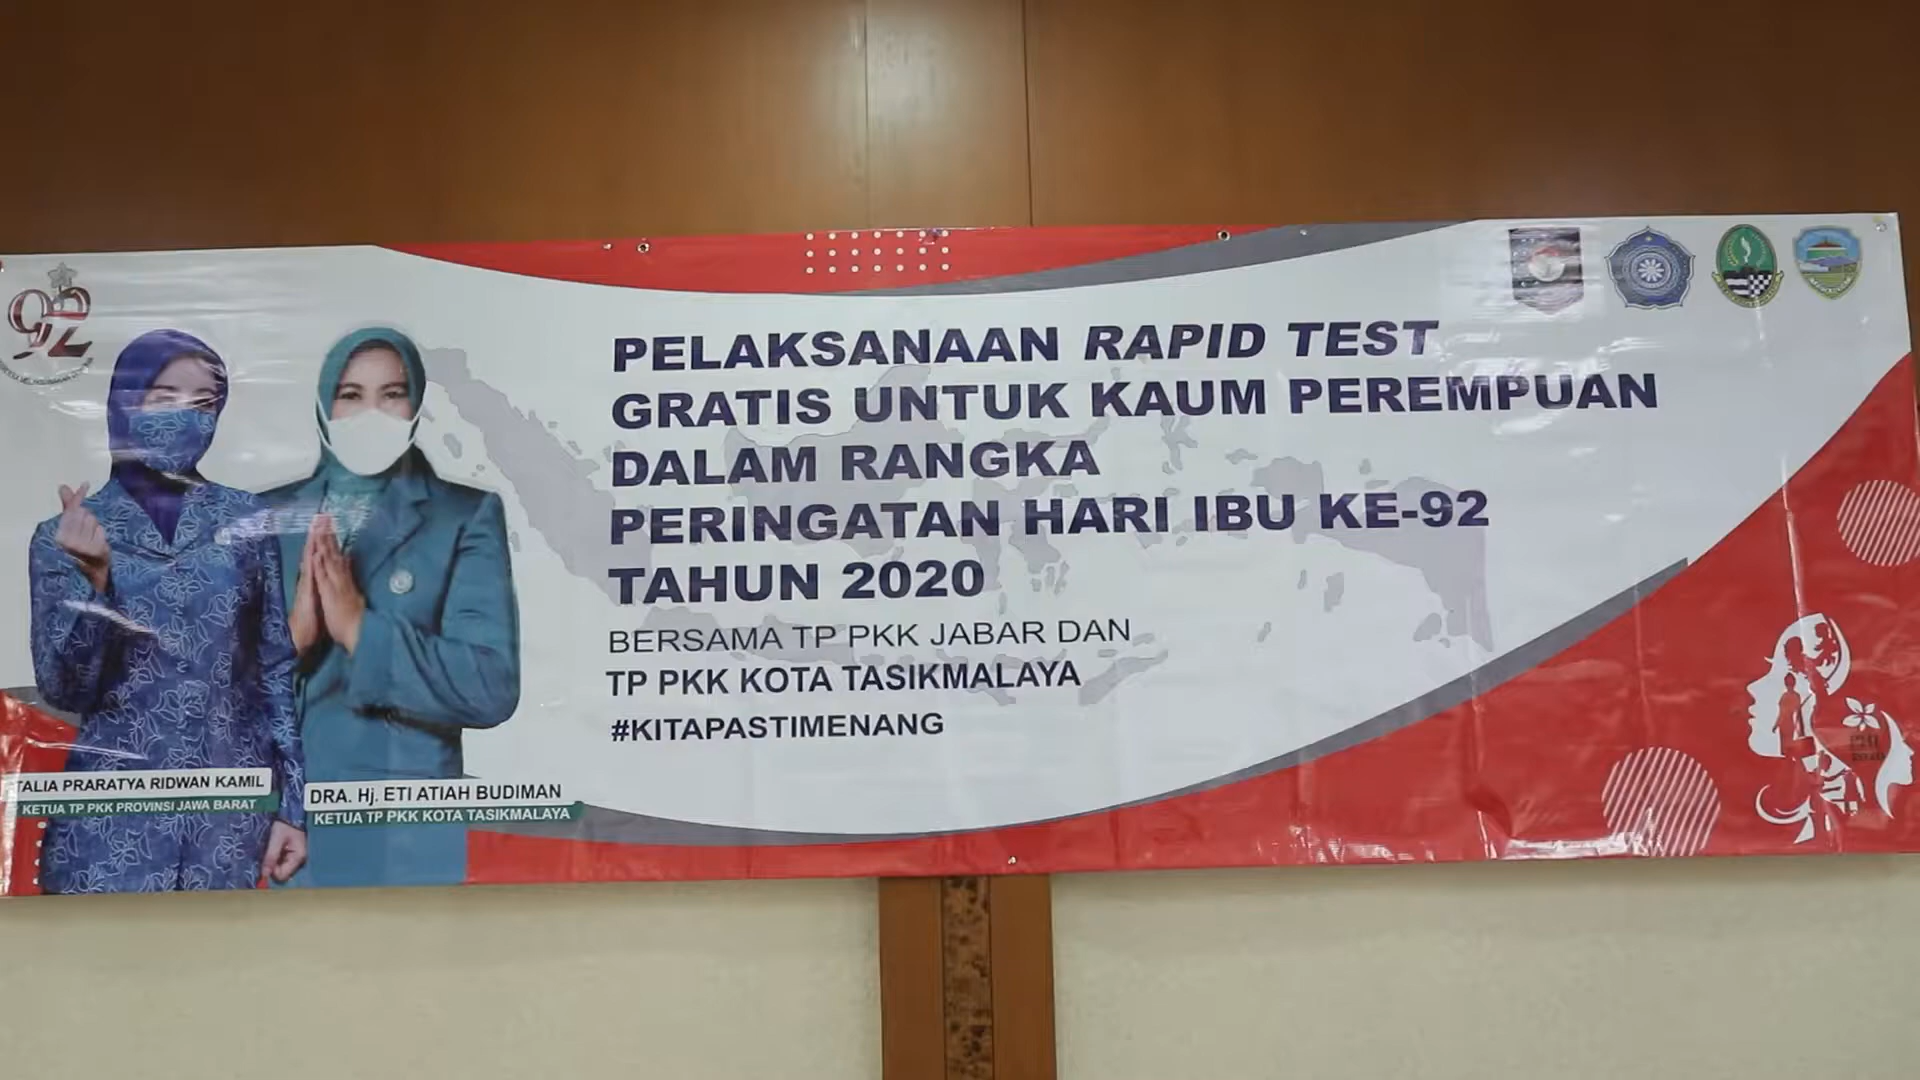 92
PELAKSANAAN RAPID TEST
GRATIS UNTUK KAUM PEREMPUAN
DALAM RANGKA
PERINGATAN HARI IBU KE-92
TAHUN 2020
BERSAMA TP PKK JABAR DAN
TP PKK KOTA TASIKMALAYA
#KITAPASTIMENANG
TALIA PRARATYA RIDWAN KAMIL
KETUA TP PKK PROVINSI JAWA BARAT
DRA. Hj. ETI ATIAH BUDIMAN
KETUA TP PKK KOTA TASIKMALAYA